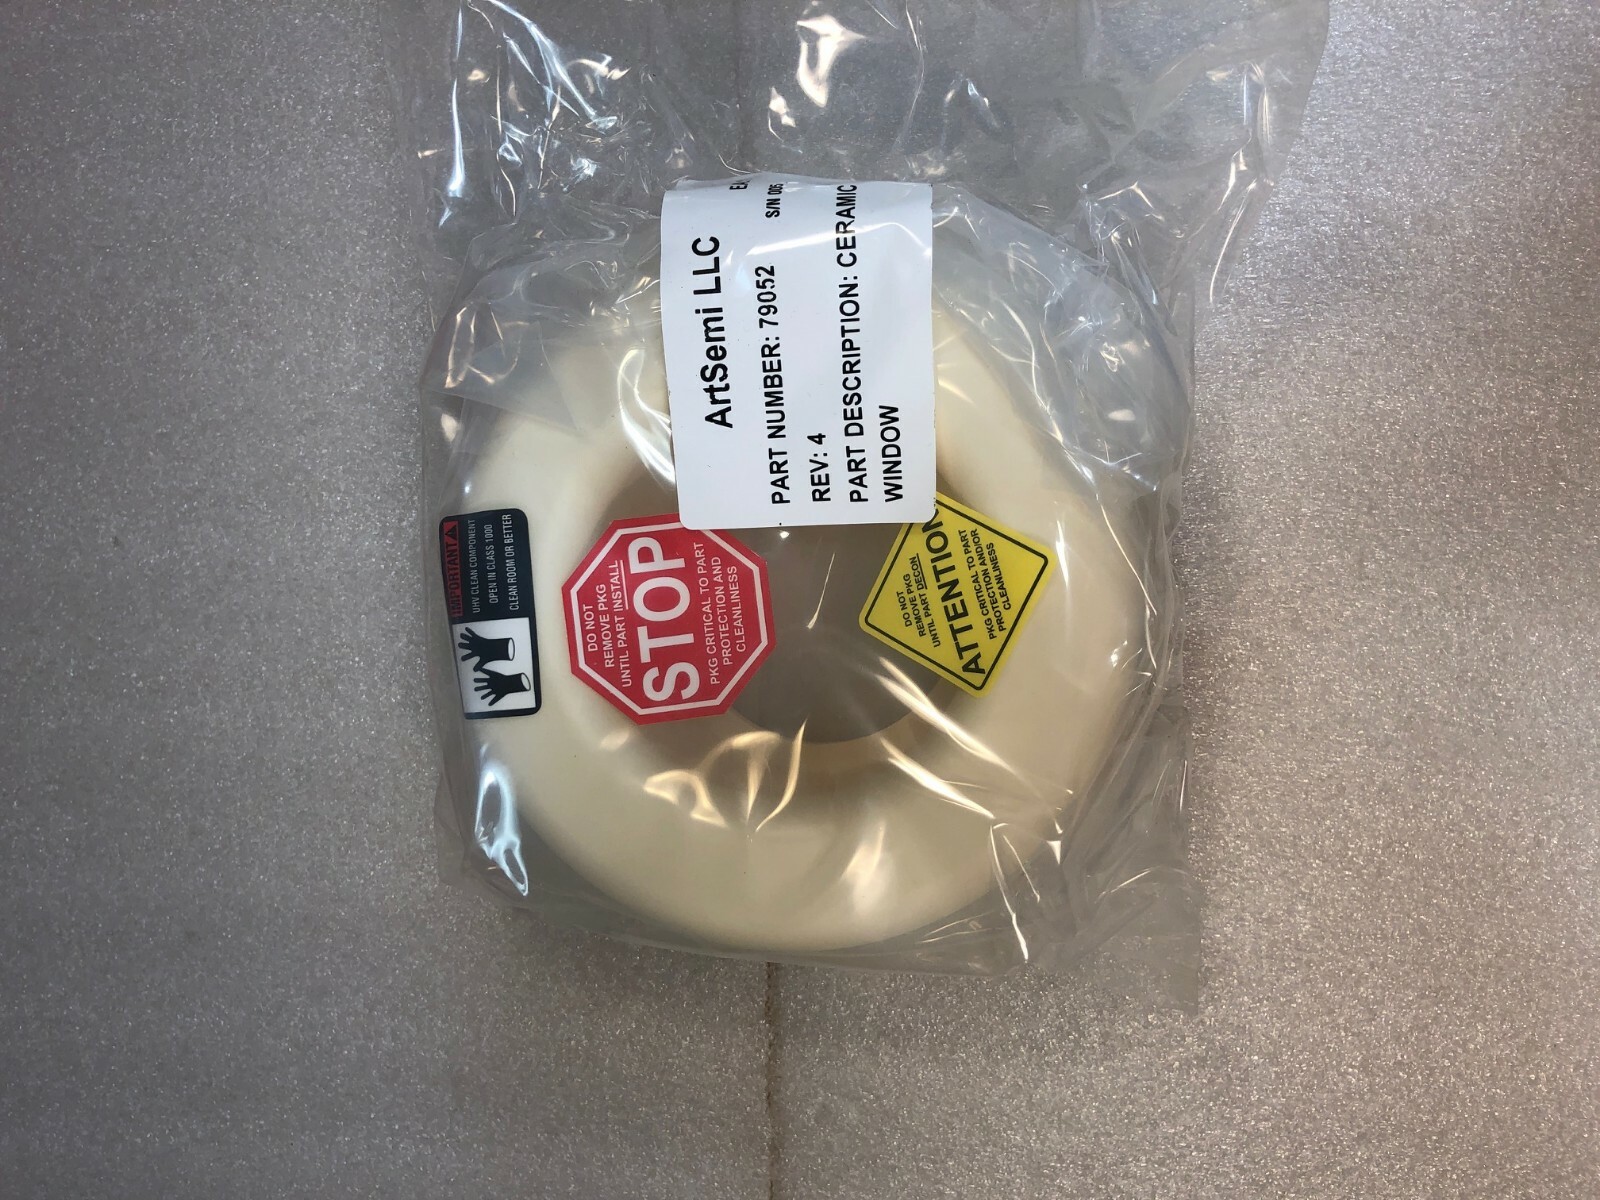 ArtSemi LLC
EA
PART NUMBER: 79052 S/N 005
REV: 4
PART DESCRIPTION: CERAMIC
WINDOW
IMPORTANT
UHV CLEAN COMPONENT
OPEN IN CLASS 1000
CLEAN ROOM OR BETTER
DO NOT
REMOVE PKG
UNTIL PART INSTALL
STOP
PKG CRITICAL TO PART
PROTECTION AND
CLEANLINESS
DO NOT
REMOVE PKG
UNTIL PART DECON
ATTENTION
PKG CRITICAL TO PART
PROTECTION AND/OR
CLEANLINESS